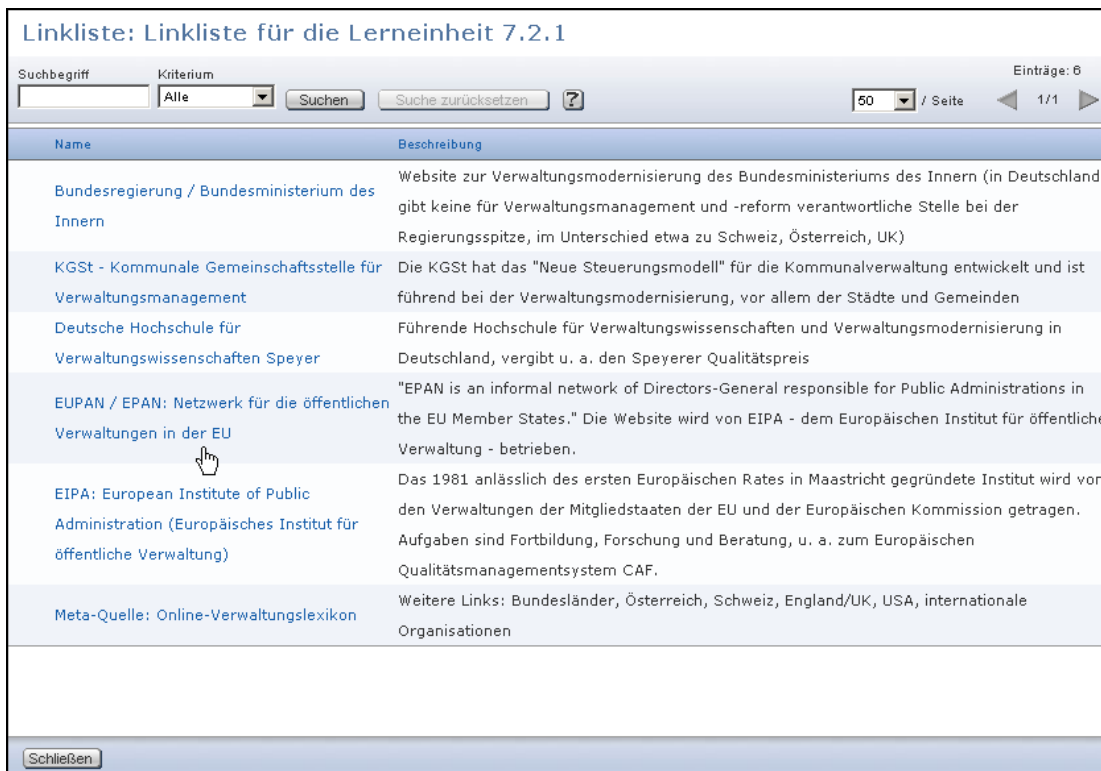 Linkliste: Linkliste für die Lerneinheit 7.2.1
Suchbegriff Kriterium Einträge: 6
Alle Suchen Suche zurücksetzen ? 50 / Seite 1/1
Name Beschreibung
Bundesregierung / Bundesministerium des
Innern
Website zur Verwaltungsmodernisierung des Bundesministeriums des Innern (in Deutschland
gibt keine für Verwaltungsmanagement und -reform verantwortliche Stelle bei der
Regierungsspitze, im Unterschied etwa zu Schweiz, Österreich, UK)
KGSt - Kommunale Gemeinschaftsstelle für
Verwaltungsmanagement
Die KGSt hat das "Neue Steuerungsmodell" für die Kommunalverwaltung entwickelt und ist
führend bei der Verwaltungsmodernisierung, vor allem der Städte und Gemeinden
Deutsche Hochschule für
Verwaltungswissenschaften Speyer
Führende Hochschule für Verwaltungswissenschaften und Verwaltungsmodernisierung in
Deutschland, vergibt u. a. den Speyerer Qualitätspreis
EUPAN / EPAN: Netzwerk für die öffentlichen
Verwaltungen in der EU
"EPAN is an informal network of Directors-General responsible for Public Administrations in
the EU Member States." Die Website wird von EIPA - dem Europäischen Institut für öffentliche
Verwaltung - betrieben.
EIPA: European Institute of Public
Administration (Europäisches Institut für
öffentliche Verwaltung)
Das 1981 anlässlich des ersten Europäischen Rates in Maastricht gegründete Institut wird von
den Verwaltungen der Mitgliedstaaten der EU und der Europäischen Kommission getragen.
Aufgaben sind Fortbildung, Forschung und Beratung, u. a. zum Europäischen
Qualitätsmanagementsystem CAF.
Meta-Quelle: Online-Verwaltungslexikon
Weitere Links: Bundesländer, Österreich, Schweiz, England/UK, USA, internationale
Organisationen
Schließen